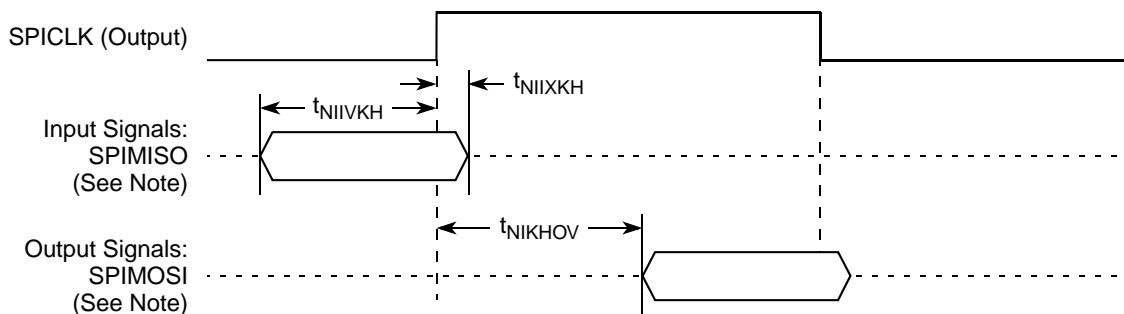 SPICLK (Output)
tNIIXKH
tNIIVKH
Input Signals:
SPIMISO
(See Note)
tNIKHOV
Output Signals:
SPIMOSI
(See Note)